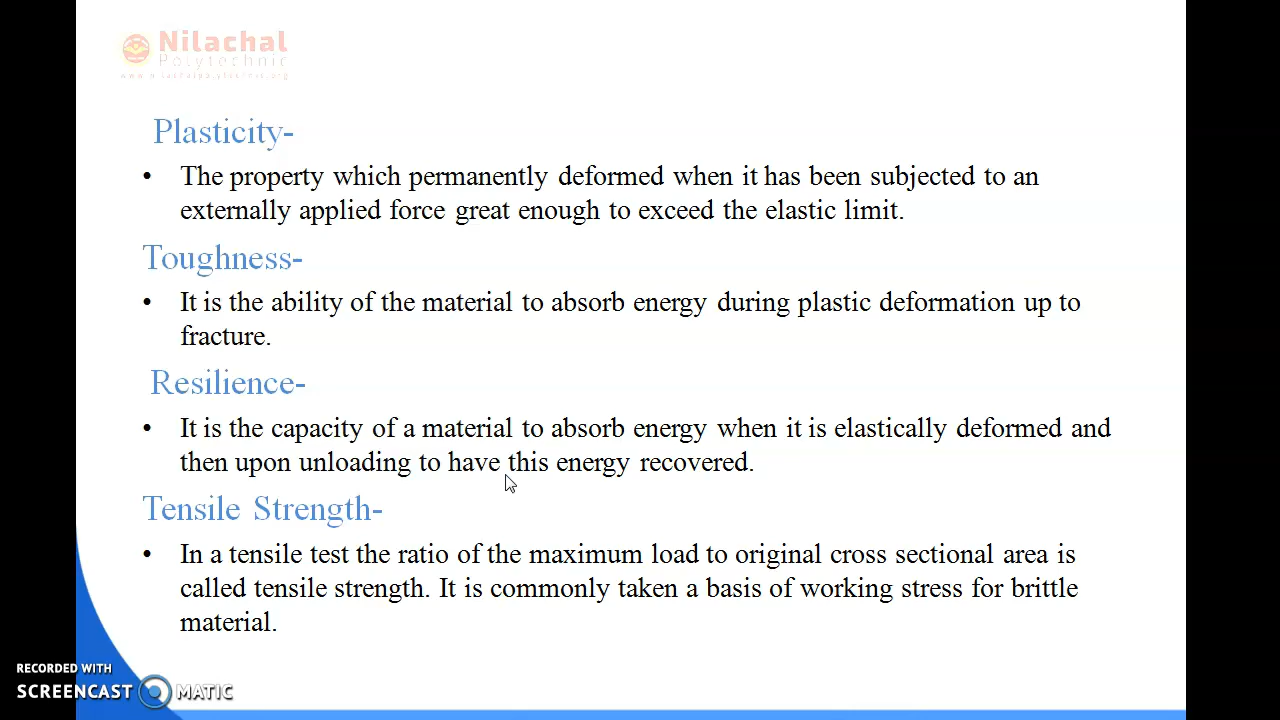 Nilachal
Polytechnic
www.nilachalpolytechnic.org
Plasticity-
• The property which permanently deformed when it has been subjected to an
externally applied force great enough to exceed the elastic limit.
Toughness-
• It is the ability of the material to absorb energy during plastic deformation up to
fracture.
Resilience-
• It is the capacity of a material to absorb energy when it is elastically deformed and
then upon unloading to have this energy recovered.
Tensile Strength-
• In a tensile test the ratio of the maximum load to original cross sectional area is
called tensile strength. It is commonly taken a basis of working stress for brittle
material.
RECORDED WITH
SCREENCAST MATIC